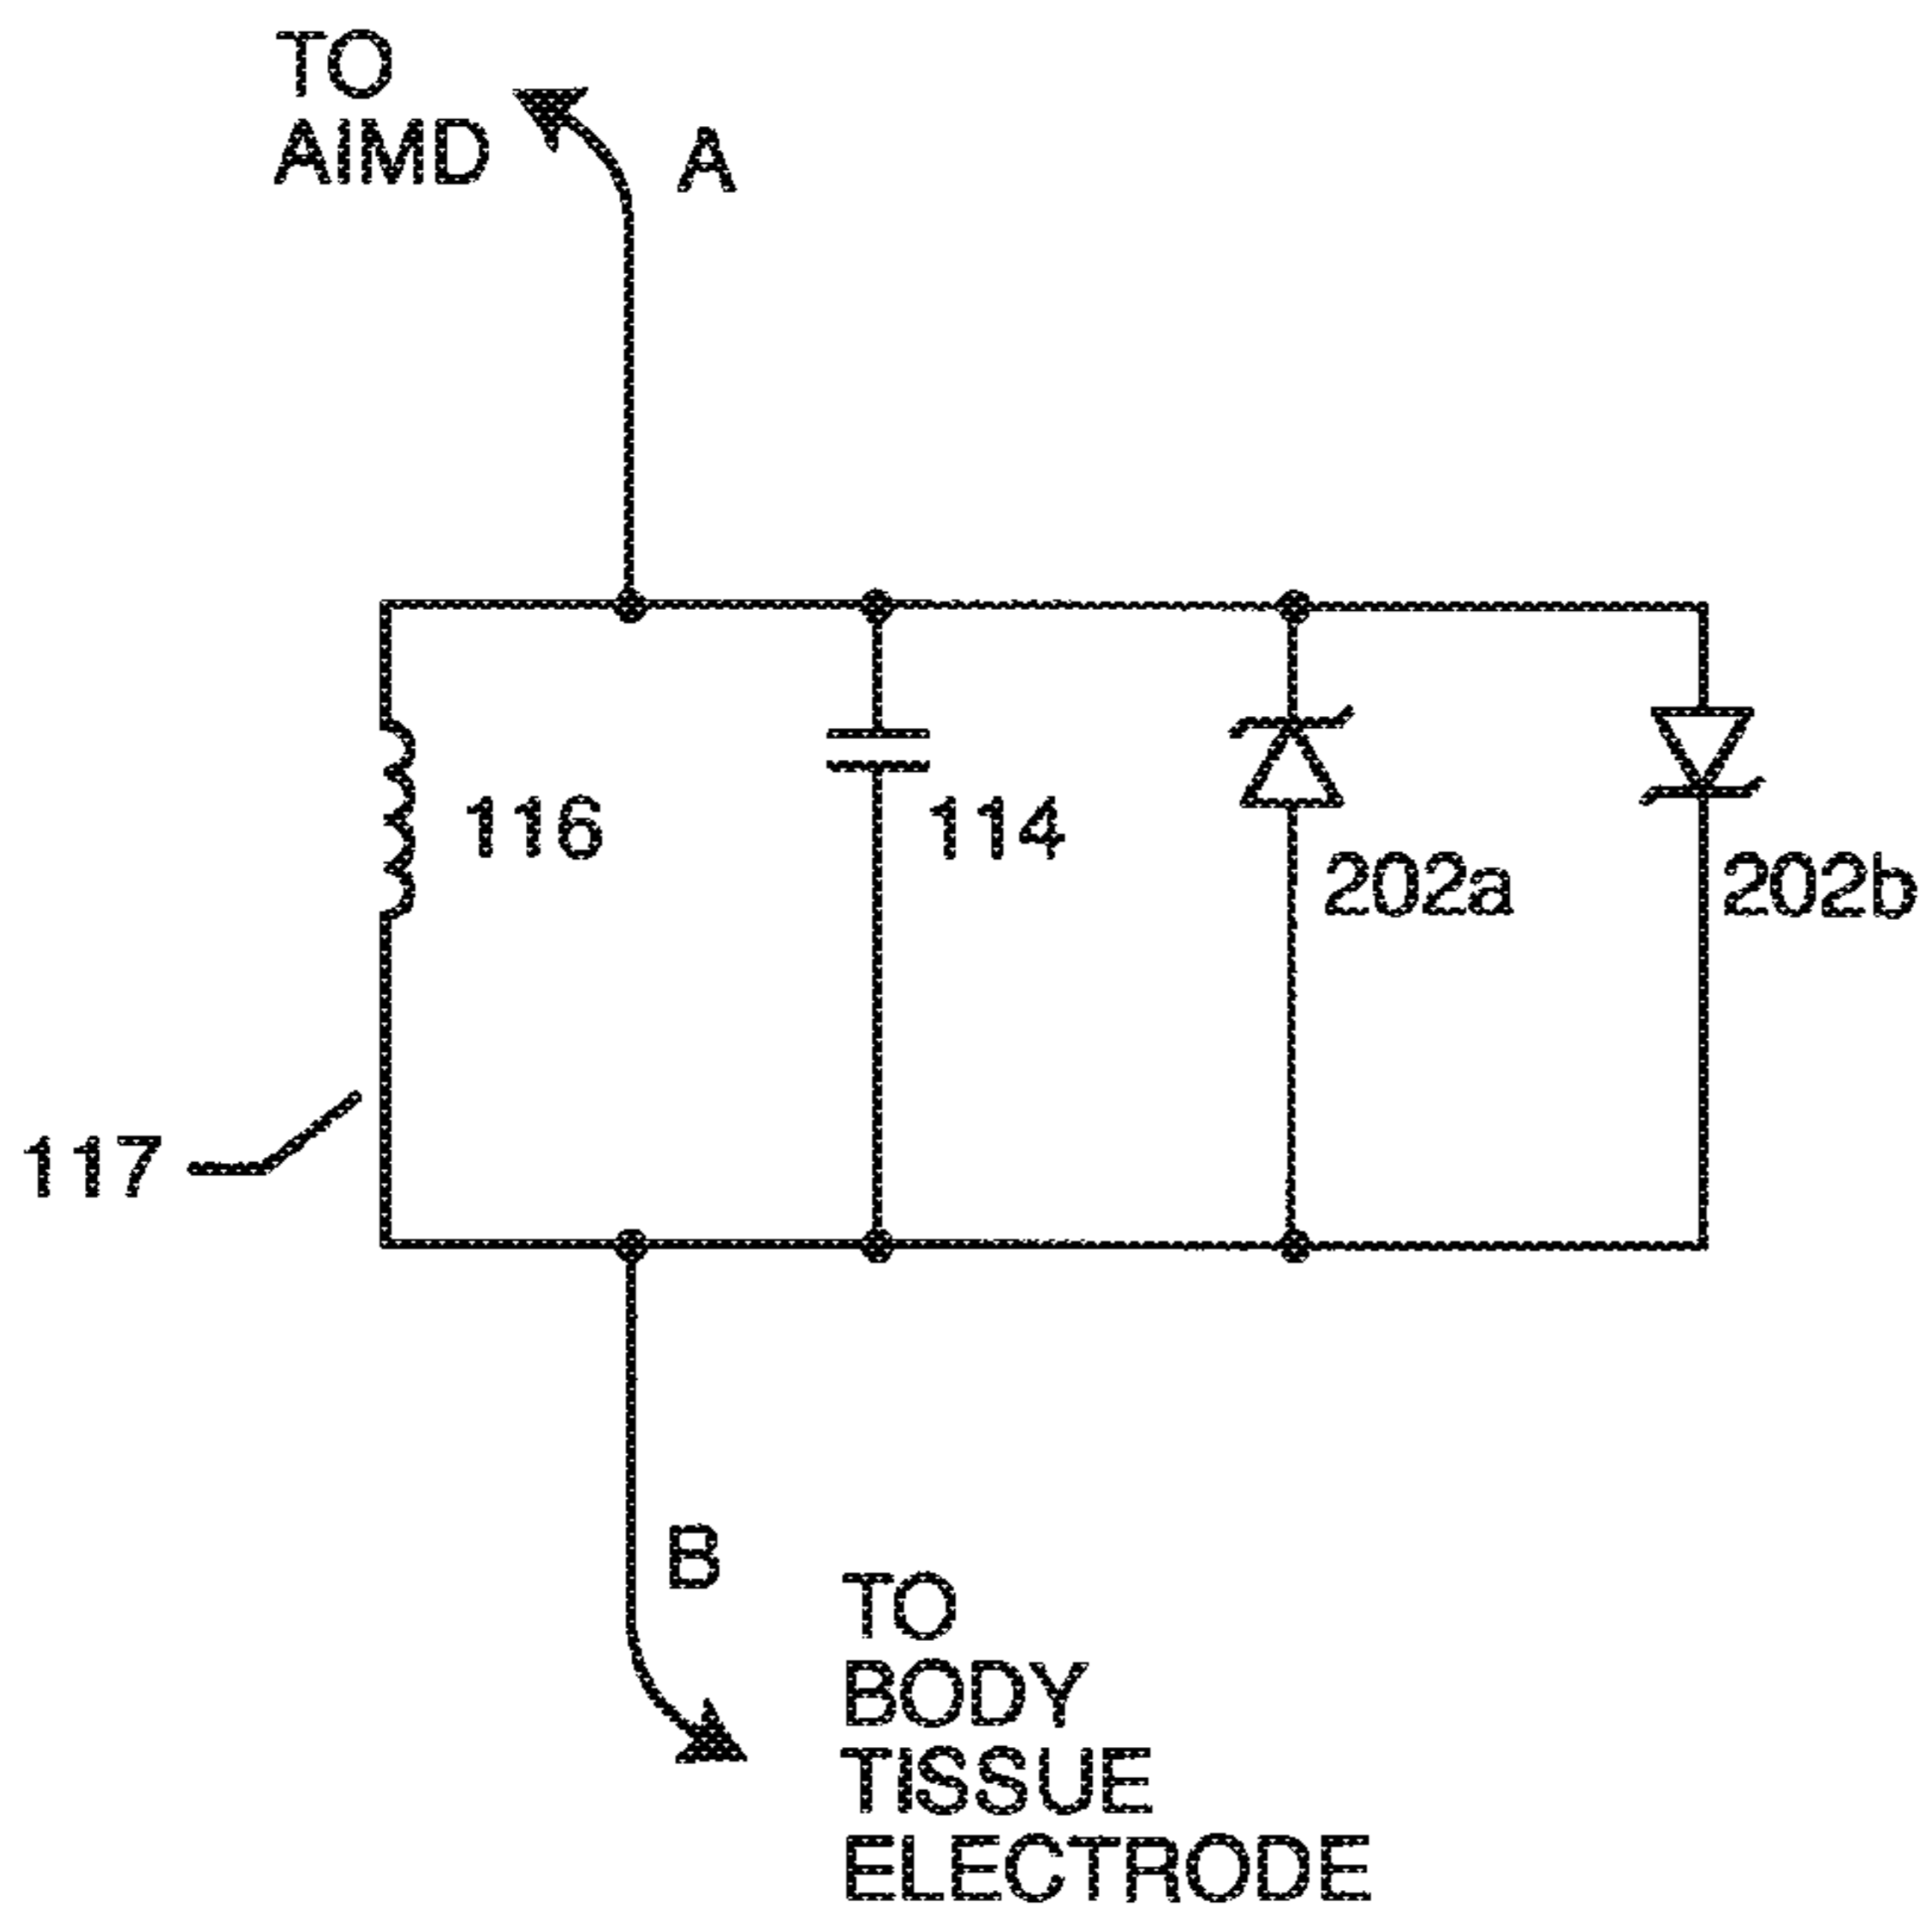 TO
AIMD
A
116
114
202a
202b
117
B
TO
BODY
TISSUE
ELECTRODE